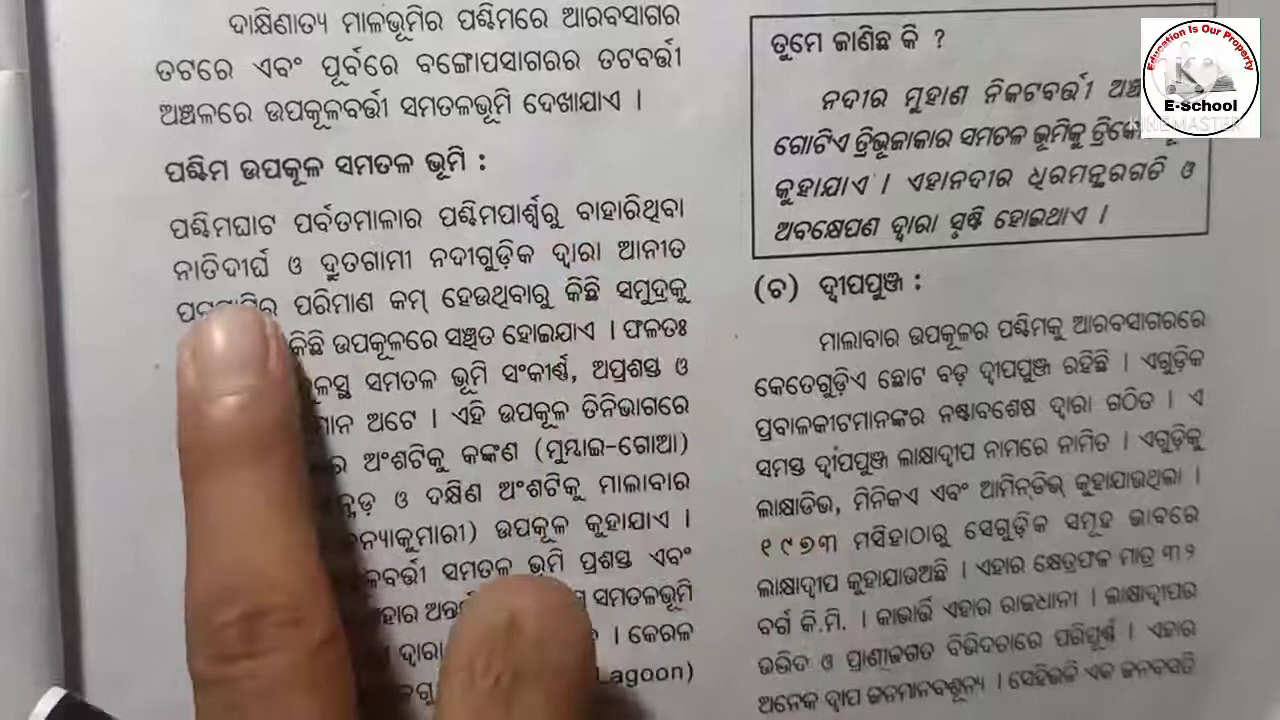 ଦାକ୍ଷିଣାତ୍ୟ ମାଳଭୂମିର ପଶ୍ଚିମରେ ଆରବସାଗର
ତଟରେ ଏବଂ ପୂର୍ବରେ ବଙ୍ଗୋପସାଗରର ତଟବର୍ତ୍ତୀ
ଅଞ୍ଚଳରେ ଉପକୂଳବର୍ତ୍ତୀ ସମତଳଭୂମି ଦେଖାଯାଏ ।
ପଶ୍ଚିମ ଉପକୂଳ ସମତଳ ଭୂମି :
ପଶ୍ଚିମଘାଟ ପର୍ବତମାଳାର ପଶ୍ଚିମପାର୍ଶ୍ୱରୁ ବାହାରିଥିବା
ନାତିଦୀର୍ଘ ଓ ଦ୍ରୁତଗାମୀ ନଦୀଗୁଡ଼ିକ ଦ୍ୱାରା ଆନୀତ
ପରିମାଣ କମ୍ ହେଉଥିବାରୁ କିଛି ସମୁଦ୍ରକୁ
କିଛି ଉପକୂଳରେ ସଞ୍ଚିତ ହୋଇଯାଏ । ଫଳତଃ
ସମତଳ ଭୂମି ସଂକୀର୍ଣ୍ଣ, ଅପ୍ରଶସ୍ତ ଓ
ଅଟେ । ଏହି ଉପକୂଳ ତିନିଭାଗରେ
ଅଂଶଟିକୁ କଙ୍କଣ (ମୁମ୍ବାଇ-ଗୋଆ)
ଓ ଦକ୍ଷିଣ ଅଂଶଟିକୁ ମାଲାବାର
ଉପକୂଳ କୁହାଯାଏ ।
ସମତଳ ଭୂମି ପ୍ରଶସ୍ତ ଏବଂ
ସମତଳଭୂମି
ଦ୍ୱାରା । କେରଳ
Lagoon)
ତୁମେ ଜାଣିଛ କି ?
ନଦୀର ମୁହାଣ ନିକଟବର୍ତ୍ତୀ
ଗୋଟିଏ ତ୍ରିଭୂଜାକାର ସମତଳ ଭୂମିକୁ
କୁହାଯାଏ । ଏହାନଦୀର ଧିରମନ୍ଥରଗତି ଓ
ଅବକ୍ଷେପଣ ଦ୍ୱାରା ସୃଷ୍ଟି ହୋଇଥାଏ ।
(ଚ) ଦ୍ୱୀପପୁଞ୍ଜ :
ମାଲାବାର ଉପକୂଳର ପଶ୍ଚିମକୁ ଆରବସାଗରରେ
କେତେଗୁଡ଼ିଏ ଛୋଟ ବଡ଼ ଦ୍ୱୀପପୁଞ୍ଜ ରହିଛି । ଏଗୁଡ଼ିକ
ପ୍ରବାଳକୀଟମାନଙ୍କର ନଷ୍ଟାବଶେଷ ଦ୍ୱାରା ଗଠିତ । ଏ
ସମସ୍ତ ଦ୍ୱୀପପୁଞ୍ଜ ଲାକ୍ଷାଦ୍ୱୀପ ନାମରେ ନାମିତ । ଏଗୁଡ଼ିକୁ
ଲାକ୍ଷାଡିଭ, ମିନିକଏ ଏବଂ ଆମିନ୍‌ଡିଭ୍ କୁହାଯାଉଥିଲା ।
୧୯୭୩ ମସିହାଠାରୁ ସେଗୁଡ଼ିକ ସମୂହ ଭାବରେ
ଲାକ୍ଷାଦ୍ୱୀପ କୁହାଯାଉଅଛି । ଏହାର କ୍ଷେତ୍ରଫଳ ମାତ୍ର ୩୨
ବର୍ଗ କି.ମି. । କାଭାର୍ତ୍ତି ଏହାର ରାଜଧାନୀ । ଲାକ୍ଷାଦ୍ୱୀପର
ଉଦ୍ଭିଦ ଓ ପ୍ରାଣୀଜଗତ ବିଭିଦତାରେ ପରିପୂର୍ଣ୍ଣ । ଏହାର
ଅନେକ ଦ୍ୱୀପ ଜନମାନବଶୂନ୍ୟ । ସେହିଭଳି ଏକ ଜନବସତି
Education Is Our Property
K
E-school
KINEMASTER